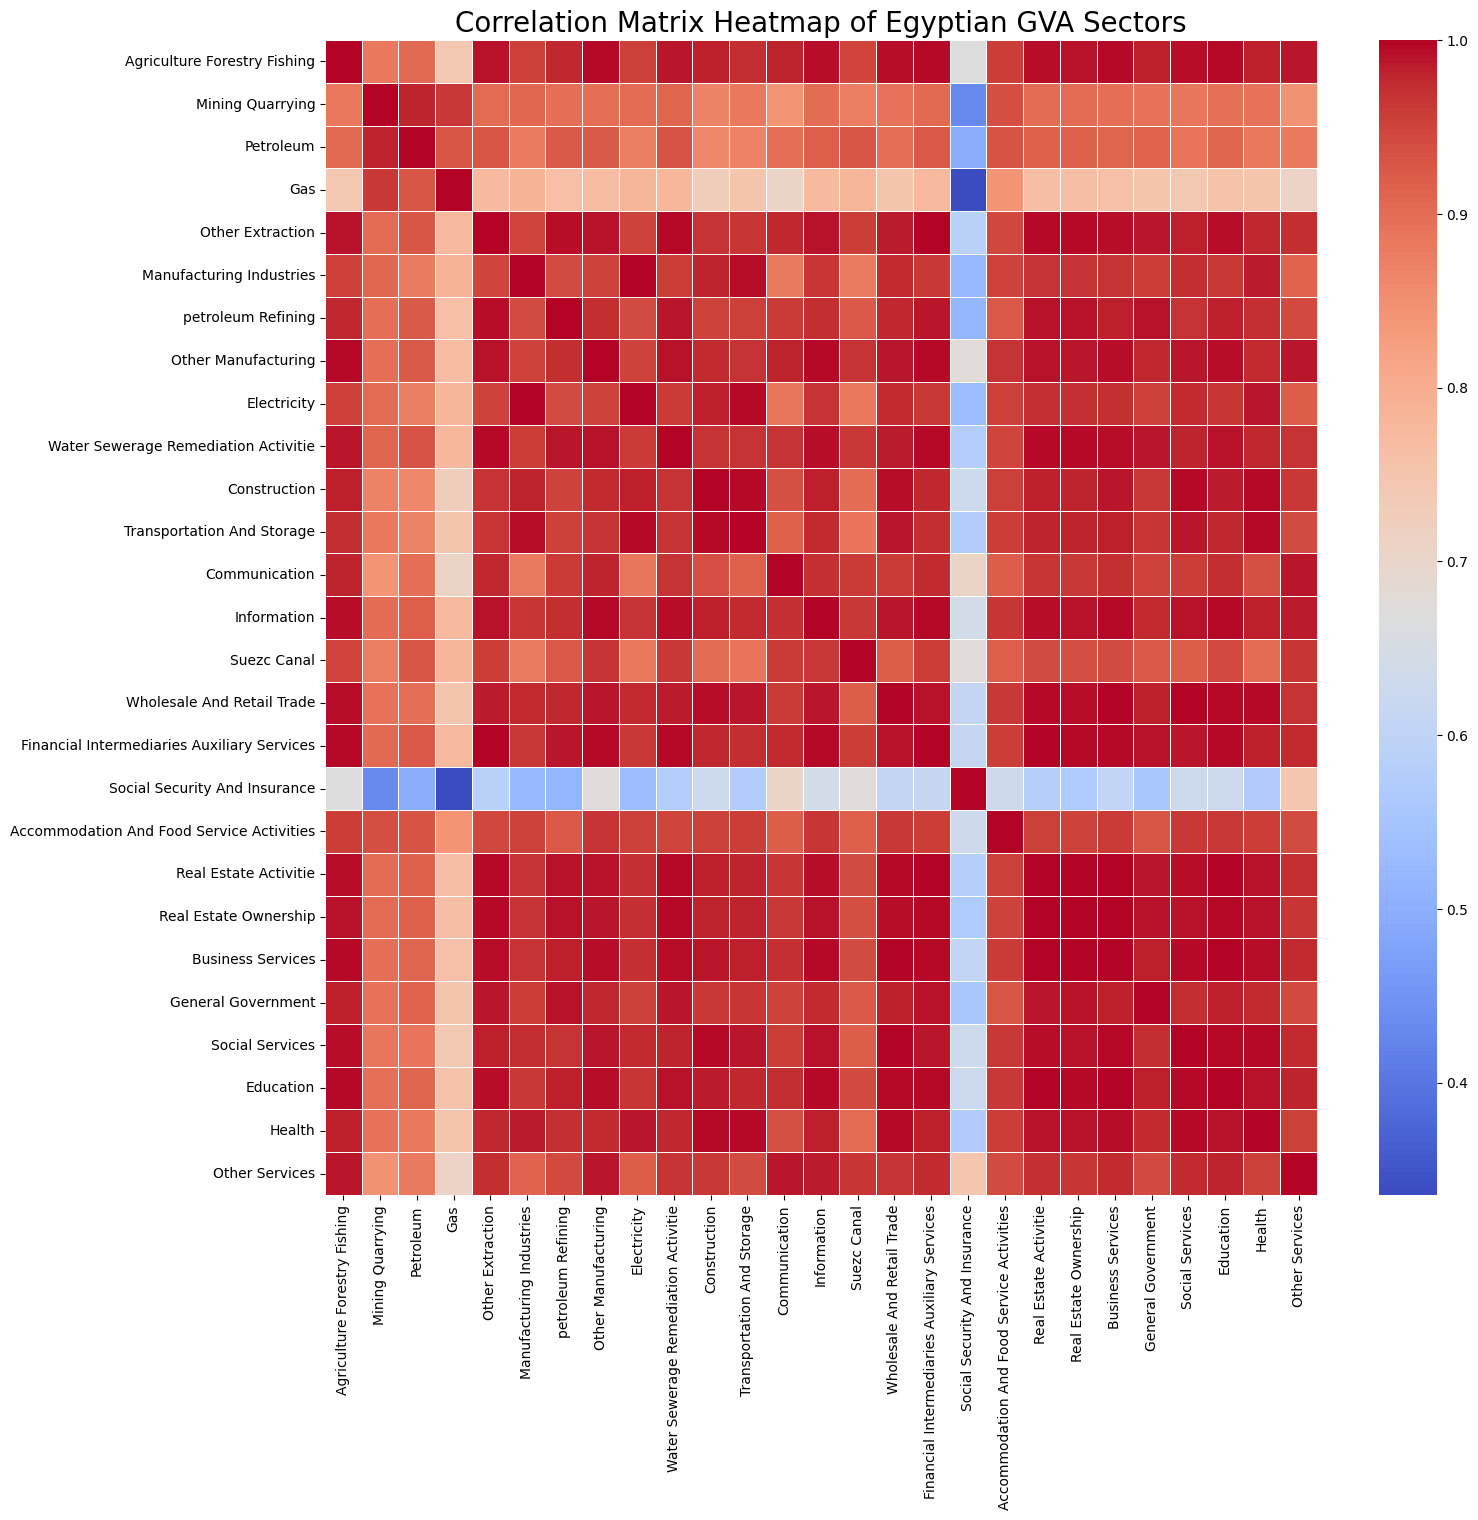 Correlation Matrix Heatmap of Egyptian GVA Sectors
Agriculture Forestry Fishing
Mining Quarrying
Petroleum
Gas
Other Extraction
Manufacturing Industries
petroleum Refining
Other Manufacturing
Electricity
Water Sewerage Remediation Activitie
Construction
Transportation And Storage
Communication
Information
Suezc Canal
Wholesale And Retail Trade
Financial Intermediaries Auxiliary Services
Social Security And Insurance
Accommodation And Food Service Activities
Real Estate Activitie
Real Estate Ownership
Business Services
General Government
Social Services
Education
Health
Other Services
Agriculture Forestry Fishing
Mining Quarrying
Petroleum
Gas
Other Extraction
Manufacturing Industries
petroleum Refining
Other Manufacturing
Electricity
Water Sewerage Remediation Activitie
Construction
Transportation And Storage
Communication
Information
Suezc Canal
Wholesale And Retail Trade
Financial Intermediaries Auxiliary Services
Social Security And Insurance
Accommodation And Food Service Activities
Real Estate Activitie
Real Estate Ownership
Business Services
General Government
Social Services
Education
Health
Other Services
1.0
0.9
0.8
0.7
0.6
0.5
0.4